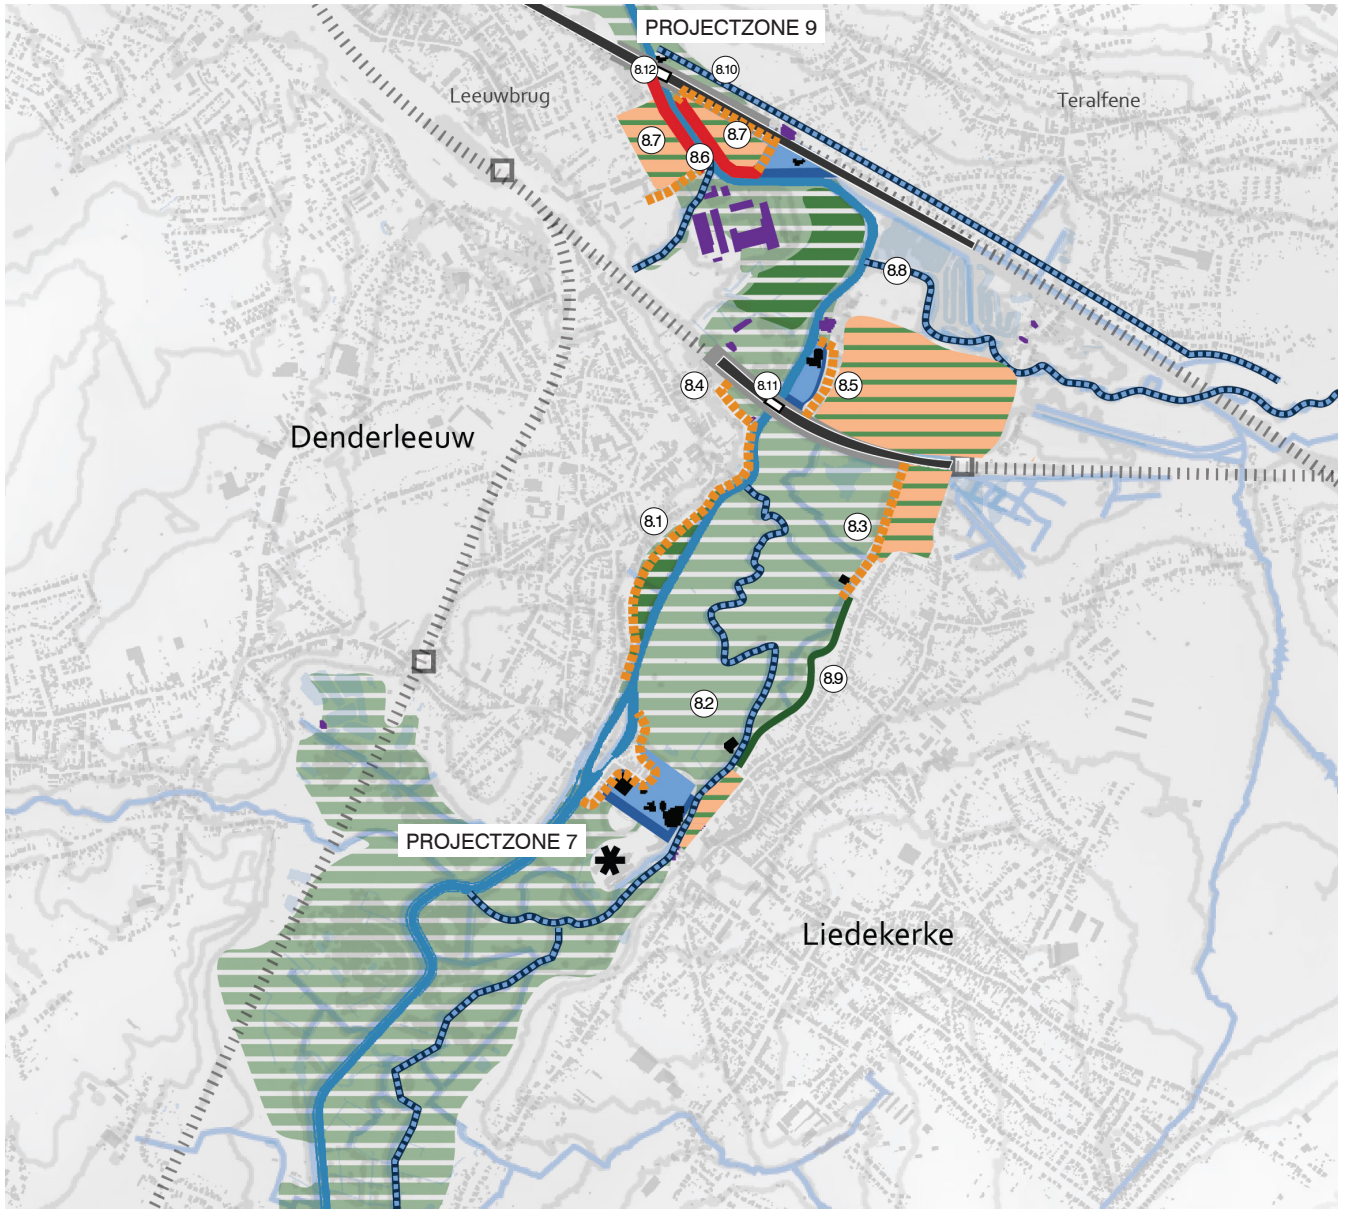 PROJECTZONE 9
8.12
8.10
Leeuwbrug
Teralfene
8.7
8.7
8.6
8.8
8.4
8.11
8.5
Denderleeuw
8.1
8.3
8.9
8.2
PROJECTZONE 7
Liedekerke